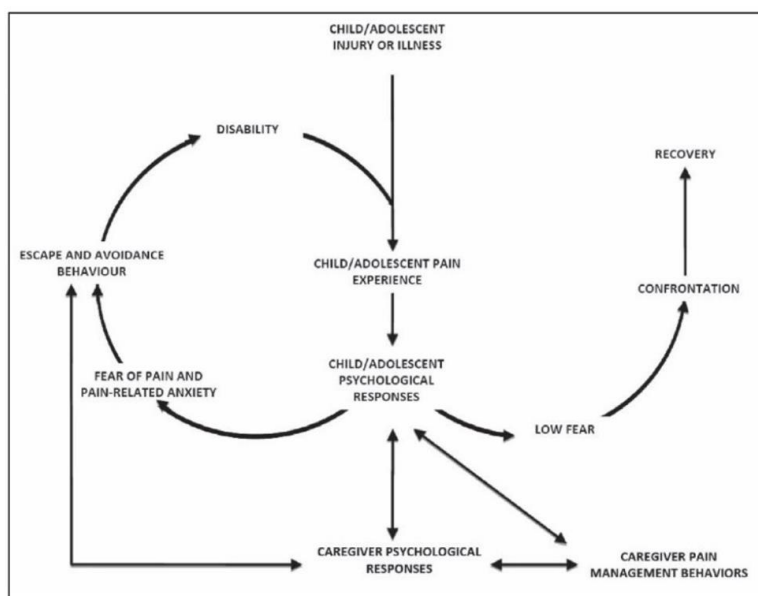 CHILD/ADOLESCENT
INJURY OR ILLNESS
DISABILITY
RECOVERY
ESCAPE AND AVOIDANCE
BEHAVIOUR
CHILD/ADOLESCENT PAIN
EXPERIENCE
CONFRONTATION
FEAR OF PAIN AND
PAIN-RELATED ANXIETY
CHILD/ADOLESCENT
PSYCHOLOGICAL
RESPONSES
LOW FEAR
CAREGIVER PSYCHOLOGICAL
RESPONSES
CAREGIVER PAIN
MANAGEMENT BEHAVIORS